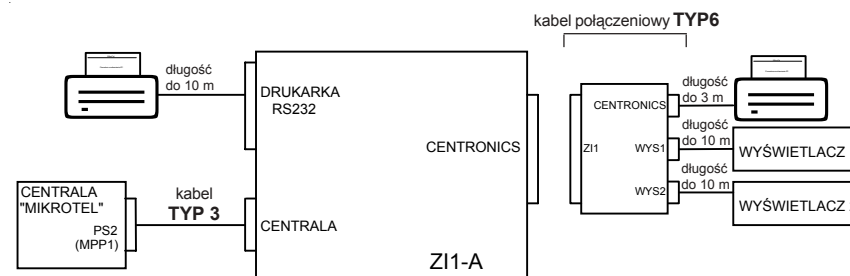 kabel połączeniowy TYP6
długość
do 10 m
DRUKARKA
RS232
CENTRONICS
CENTRALA
"MIKROTEL"
PS2
(MPP1)
kabel
TYP 3
CENTRALA
ZI1-A
ZI1
CENTRONICS
WYS1
WYS2
długość
do 3 m
długość
do 10 m
WYŚWIETLACZ
długość
do 10 m
WYŚWIETLACZ